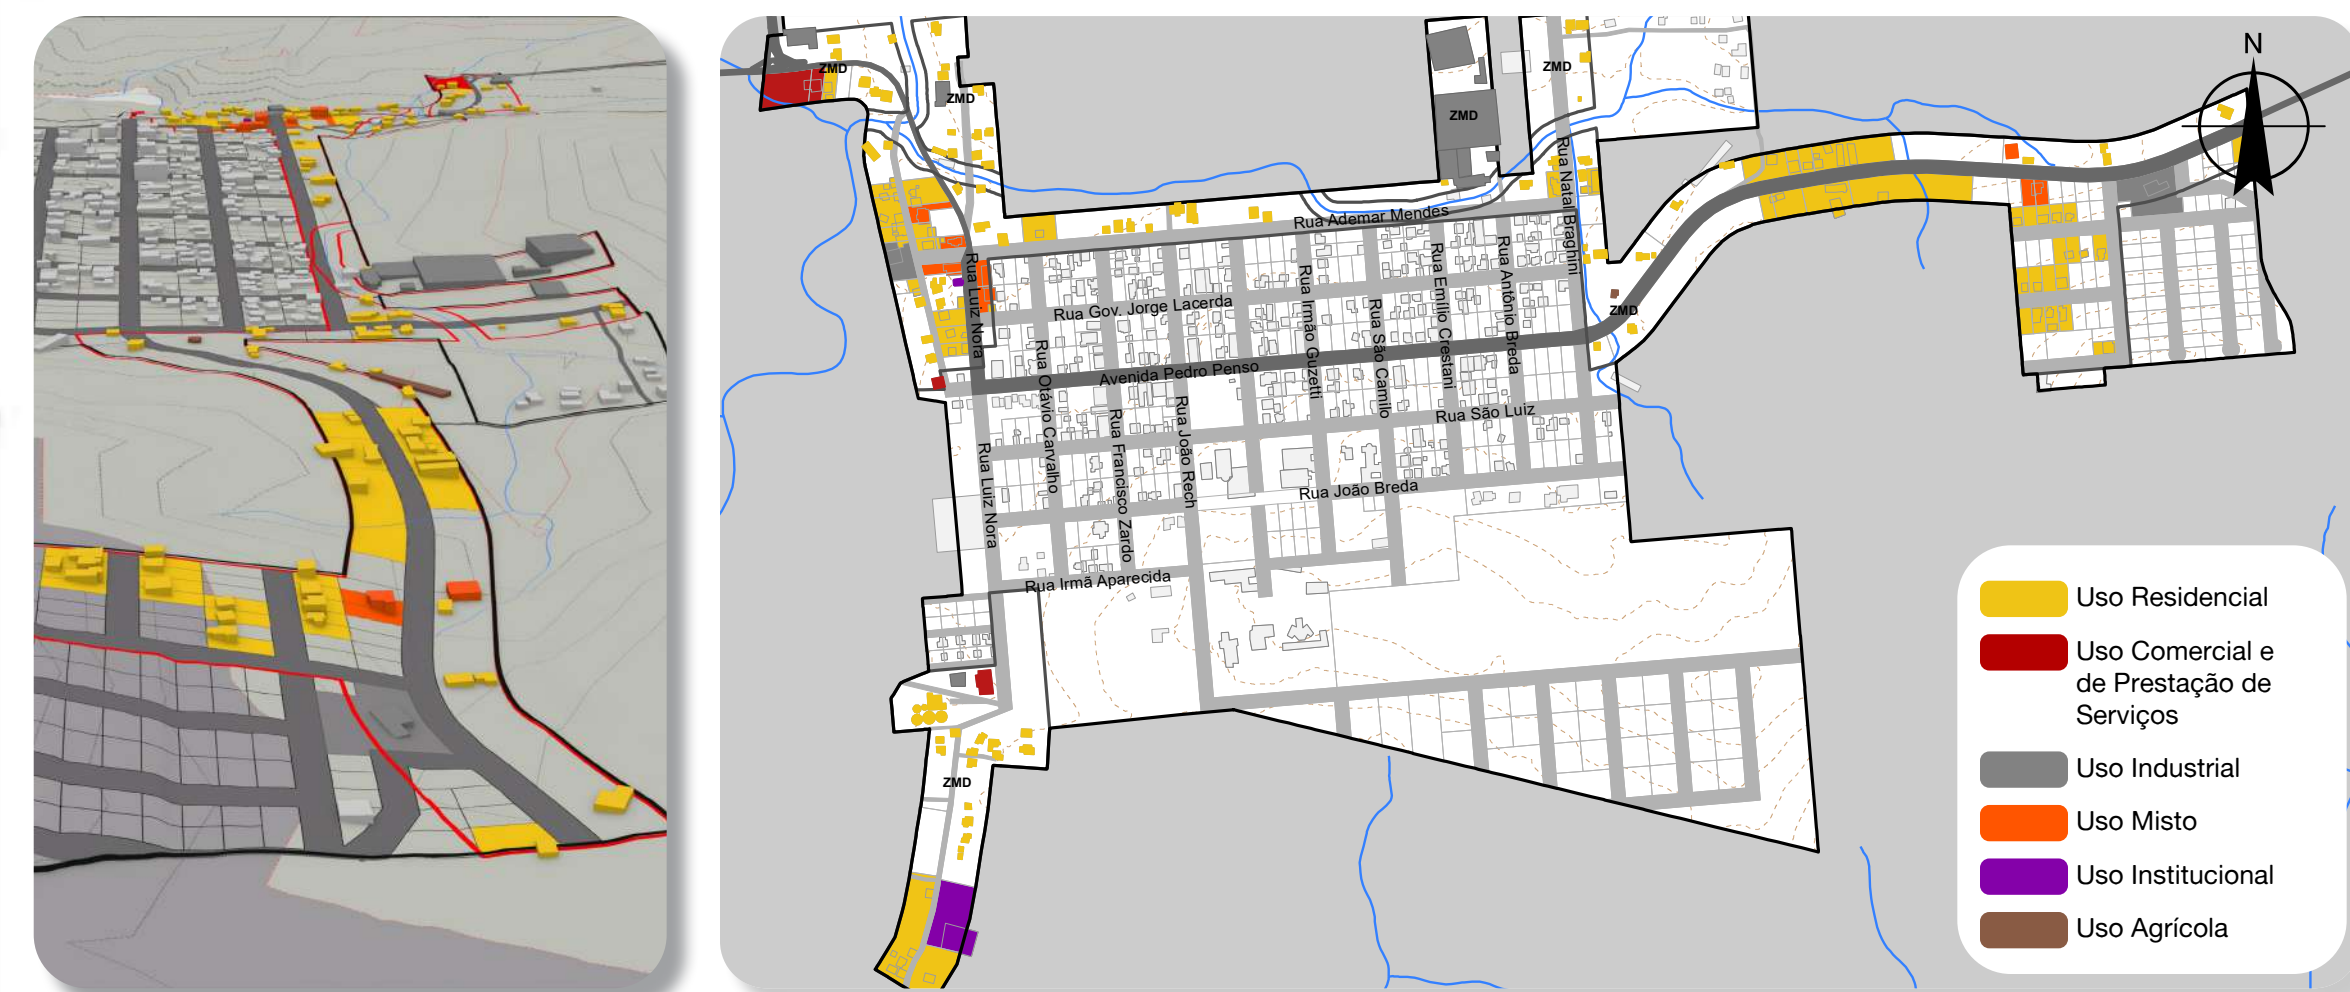 N
ZMD
ZMD
ZMD
ZMD
Rua Natal Braghini
Rua Ademar Mendes
Rua Luiz Nora
Rua Gov. Jorge Lacerda
Rua Irmão Guzetti
Rua São Camilo
Rua Emílio Crestani
Rua Antônio Breda
ZMD
Rua Otávio Carvalho
Avenida Pedro Penso
Rua Francisco Zardo
Rua João Rech
Rua São Luiz
Rua Luiz Nora
Rua João Breda
Rua Irmã Aparecida
ZMD
Uso Residencial
Uso Comercial e
de Prestação de
Serviços
Uso Industrial
Uso Misto
Uso Institucional
Uso Agrícola